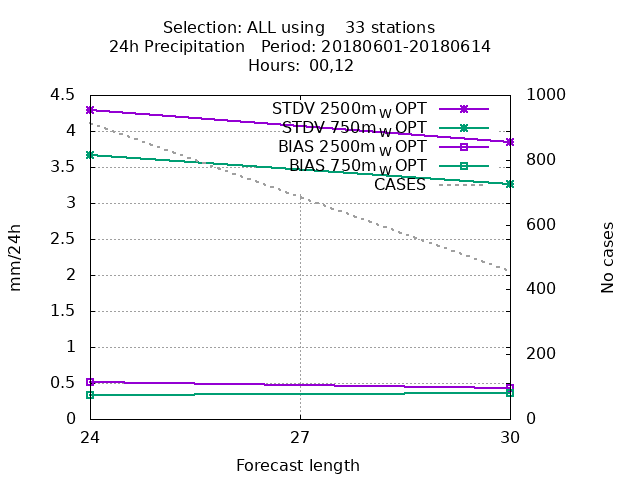 Selection: ALL using 33 stations
24h Precipitation Period: 20180601-20180614
Hours: 00,12
4.5
4
3.5
3
2.5
2
1.5
1
0.5
0
1000
800
600
400
200
0
mm/24h
No cases
STDV 2500m_W OPT
STDV 750m_W OPT
BIAS 2500m_W OPT
BIAS 750m_W OPT
CASES
24 27 30
Forecast length